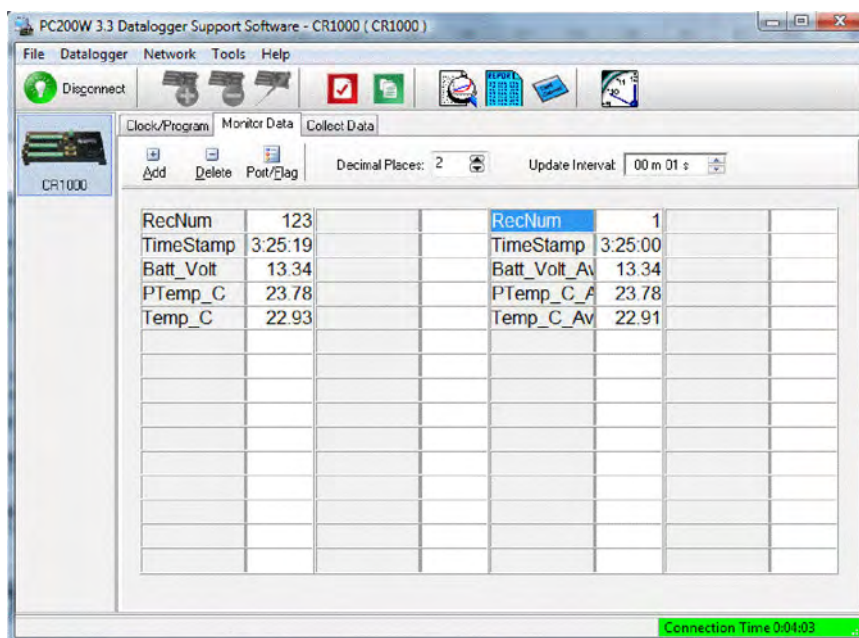 PC200W 3.3 Datalogger Support Software - CR1000 ( CR1000 )
File Datalogger Network Tools Help
Disconnect
REPORT
Clock/Program Monitor Data Collect Data
CR1000
Add Delete Port/Flag Decimal Places: 2 Update Interval: 00 m 01 s
RecNum 123 RecNum 1
TimeStamp 3:25:19 TimeStamp 3:25:00
Batt_Volt 13.34 Batt_Volt_Av 13.34
PTemp_C 23.78 PTemp_C_A 23.78
Temp_C 22.93 Temp_C_Av 22.91
Connection Time 0:04:03